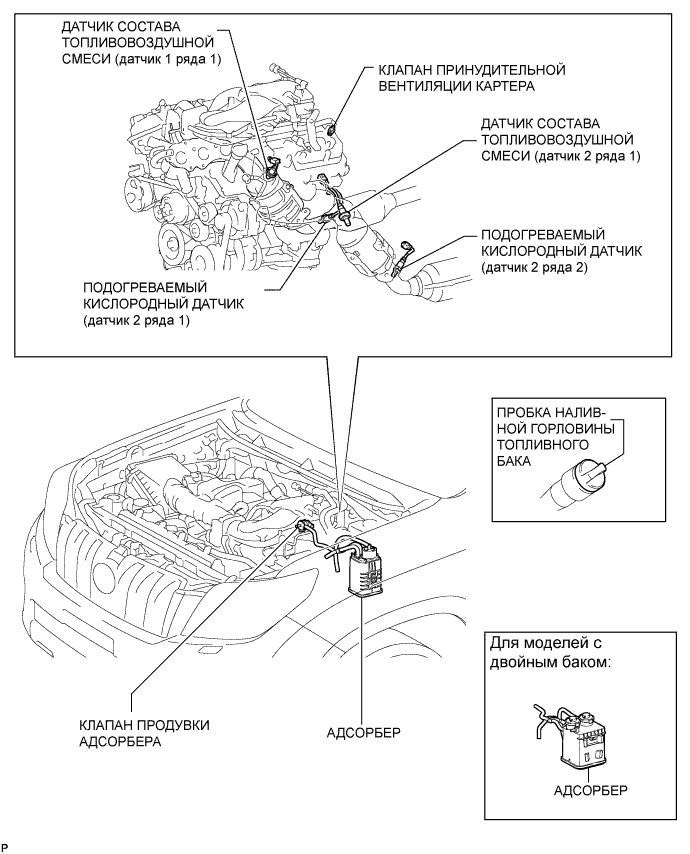 ДАТЧИК СОСТАВА
ТОПЛИВОВОЗДУШНОЙ
СМЕСИ (датчик 1 ряда 1)
КЛАПАН ПРИНУДИТЕЛЬНОЙ
ВЕНТИЛЯЦИИ КАРТЕРА
ДАТЧИК СОСТАВА
ТОПЛИВОВОЗДУШНОЙ
СМЕСИ (датчик 2 ряда 1)
ПОДОГРЕВАЕМЫЙ
КИСЛОРОДНЫЙ ДАТЧИК
(датчик 2 ряда 2)
ПОДОГРЕВАЕМЫЙ
КИСЛОРОДНЫЙ ДАТЧИК
(датчик 2 ряда 1)
ПРОБКА НАЛИВ-
НОЙ ГОРЛОВИНЫ
ТОПЛИВНОГО
БАКА
КЛАПАН ПРОДУВКИ
АДСОРБЕРА
АДСОРБЕР
Для моделей с
двойным баком:
АДСОРБЕР
P